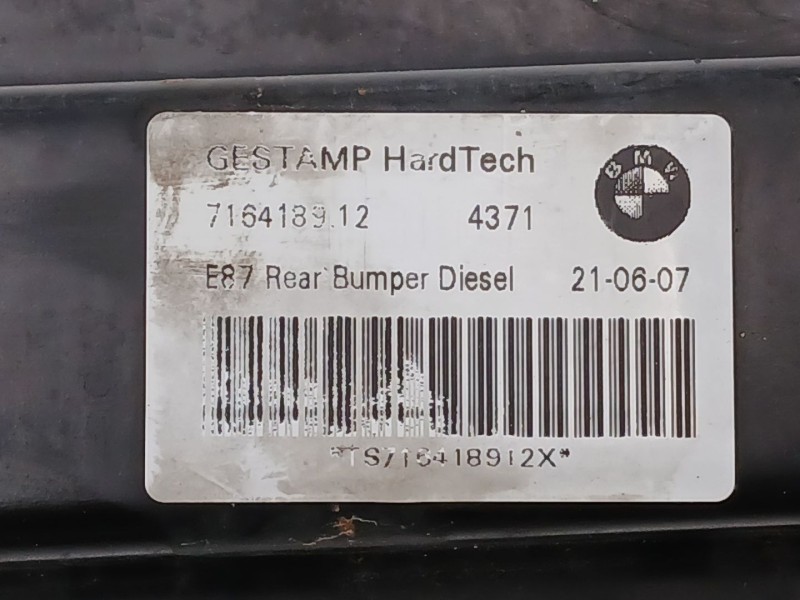 GESTAMP HardTech
BMW
7164189.12 4371
E87 Rear Bumper Diesel 21-06-07
*TS716418912X*